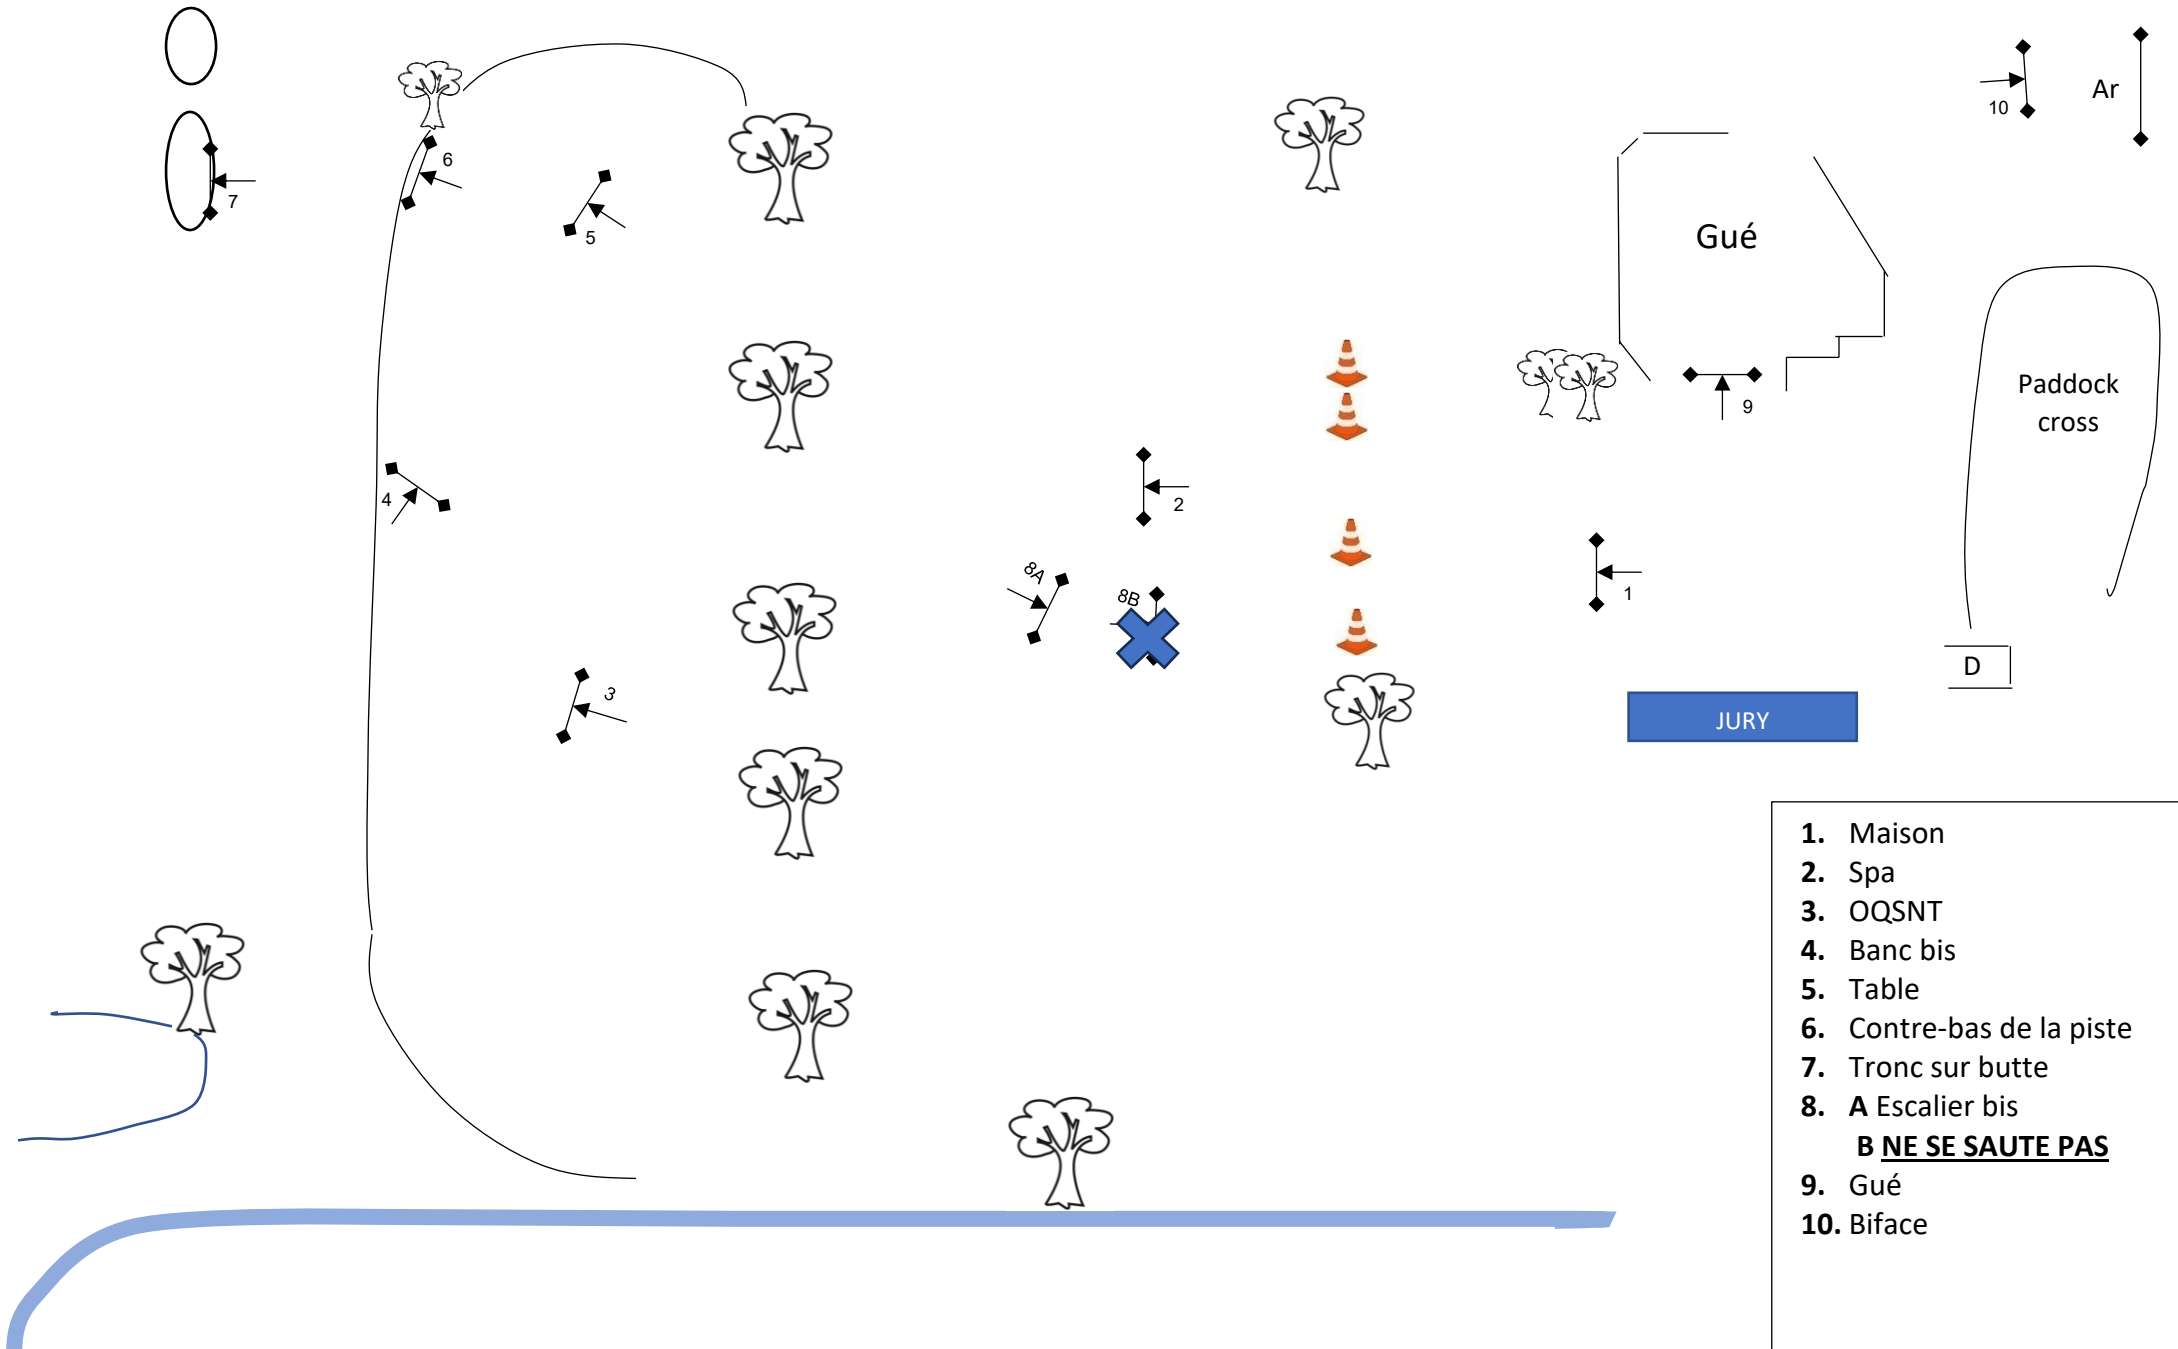 10
Ar
6
7
5
Gué
Paddock
cross
9
4
2
8A
8B
1
3
D
JURY
1. Maison
2. Spa
3. OQSNT
4. Banc bis
5. Table
6. Contre-bas de la piste
7. Tronc sur butte
8. A Escalier bis
B NE SE SAUTE PAS
9. Gué
10. Biface